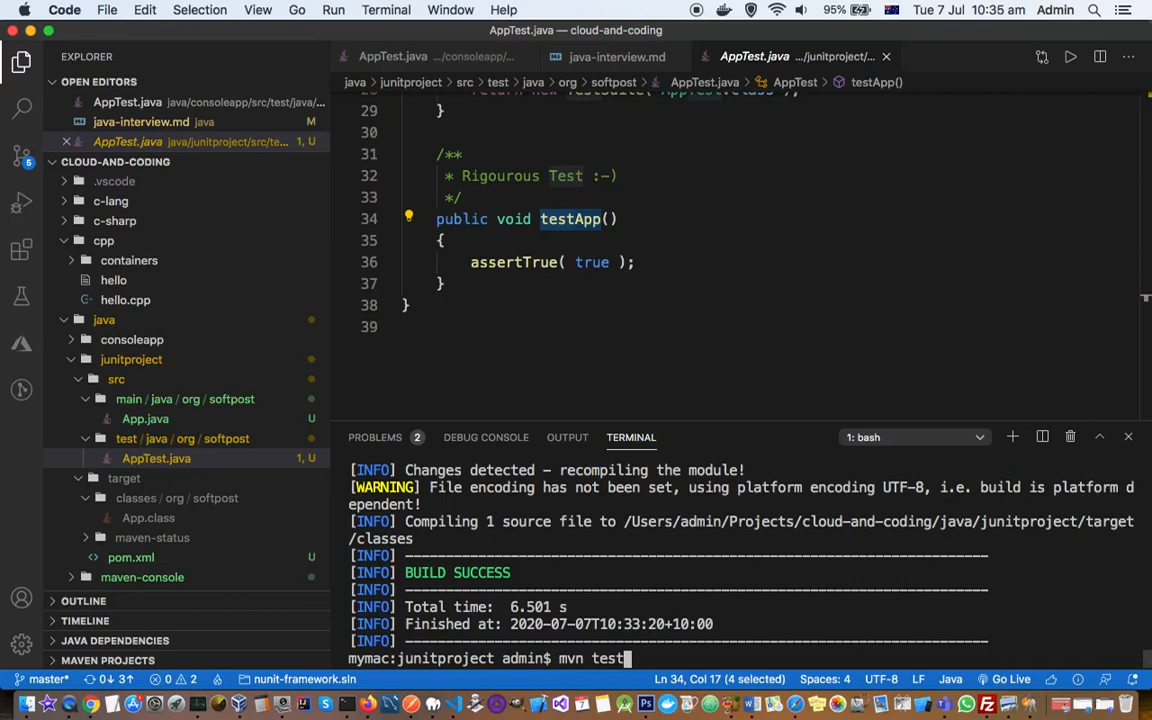 Code File Edit Selection View Go Run Terminal Window Help 95% Tue 7 Jul 10:35 am Admin
AppTest.java — cloud-and-coding
EXPLORER
OPEN EDITORS
AppTest.java java/consoleapp/src/test/java/...
java-interview.md java M
AppTest.java java/junitproject/src/te... 1, U
CLOUD-AND-CODING
.vscode
c-lang
c-sharp
cpp
containers
hello
hello.cpp
java
consoleapp
junitproject
src
main / java / org / softpost
App.java U
test / java / org / softpost
AppTest.java 1, U
target
classes / org / softpost
App.class
maven-status
pom.xml U
maven-console
OUTLINE
TIMELINE
JAVA DEPENDENCIES
MAVEN PROJECTS
5
AppTest.java .../consoleapp/... java-interview.md AppTest.java .../junitproject/...
java > junitproject > src > test > java > org > softpost > AppTest.java > AppTest > testApp()
return new TestSuite( AppTest.class );
29 }
30
31 /**
32 * Rigourous Test :-)
33 */
34 public void testApp()
35 {
36 assertTrue( true );
37 }
38 }
39
PROBLEMS 2 DEBUG CONSOLE OUTPUT TERMINAL 1: bash
[INFO] Changes detected - recompiling the module!
[WARNING] File encoding has not been set, using platform encoding UTF-8, i.e. build is platform d
ependent!
[INFO] Compiling 1 source file to /Users/admin/Projects/cloud-and-coding/java/junitproject/target
/classes
[INFO] ------------------------------------------------------------------------
[INFO] BUILD SUCCESS
[INFO] ------------------------------------------------------------------------
[INFO] Total time: 6.501 s
[INFO] Finished at: 2020-07-07T10:33:20+10:00
[INFO] ------------------------------------------------------------------------
mymac:junitproject admin$ mvn test
master* 0↓ 3↑ 0 2 nunit-framework.sln Ln 34, Col 17 (4 selected) Spaces: 4 UTF-8 LF Java Go Live